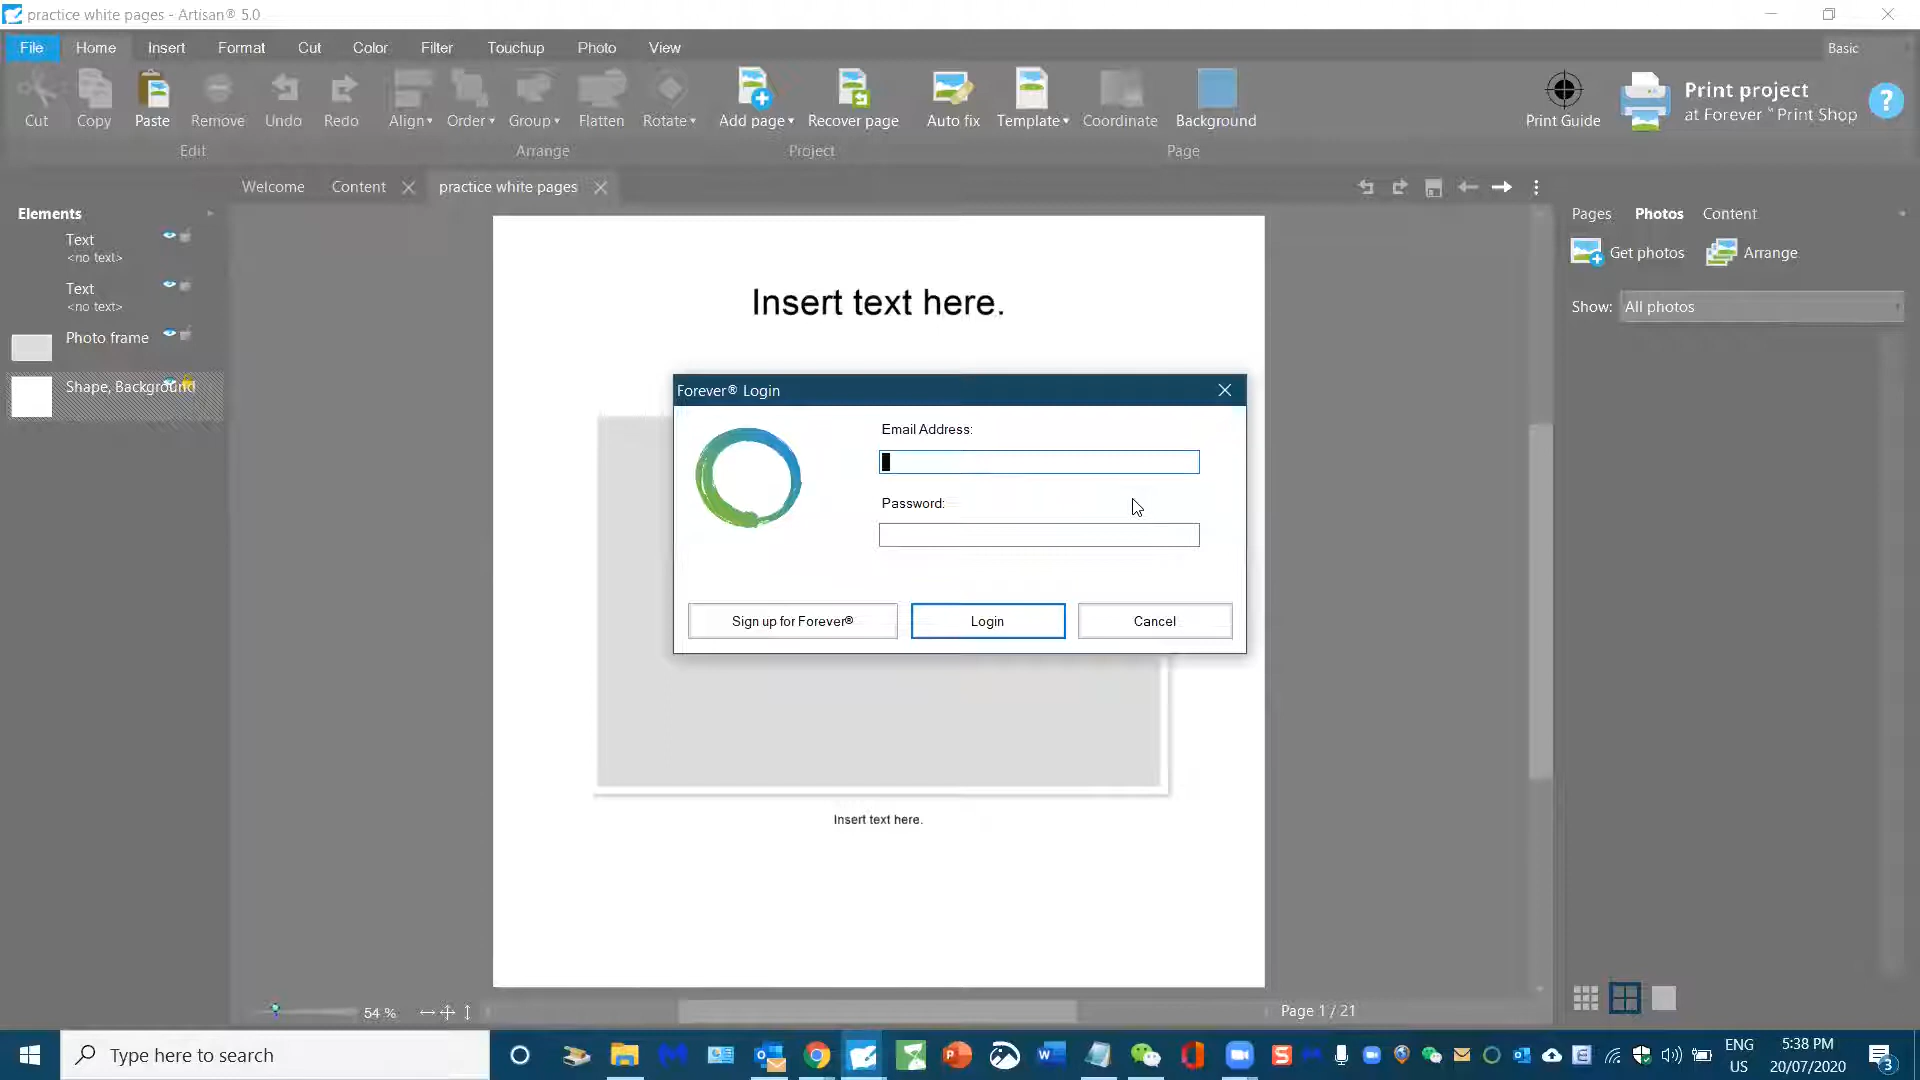 practice white pages - Artisan® 5.0
File Home Insert Format Cut Color Filter Touchup Photo View Basic
Cut Copy Paste Remove Undo Redo Align Order Group Flatten Rotate Add page Recover page Auto fix Template Coordinate Background Print Guide
Print project
at Forever™ Print Shop
?
Edit Arrange Project Page
Welcome Content practice white pages
Elements
Text
<no text>
Text
<no text>
Photo frame
Shape, Background
Pages Photos Content
Get photos Arrange
Show: All photos
Insert text here.
Forever® Login
Email Address:
Password:
Sign up for Forever® Login Cancel
Insert text here.
54 %
Page 1 / 21
Type here to search
ENG
US
5:38 PM
20/07/2020
3